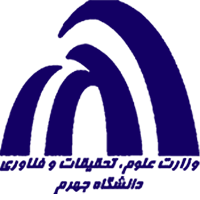 وزارت علوم، تحقیقات و فناوری
دانشگاه جهرم